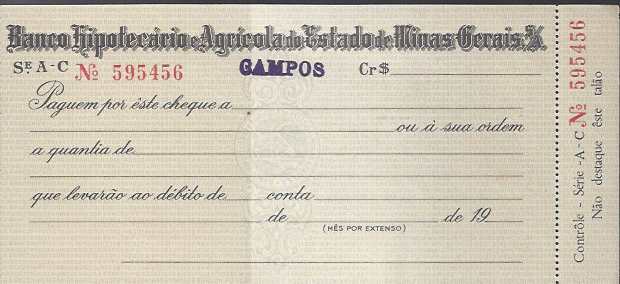 Banco Hipotecário e Agrícola do Estado de Minas Gerais. S/A
SE A-C Nº 595456 CAMPOS Cr$
Paguem por êste cheque a
ou à sua ordem
a quantia de
que levarão ao débito de conta
de de 19
(MÊS POR EXTENSO)
Contrôle - Série - A - C Nº 595456
Não destaque êste talão